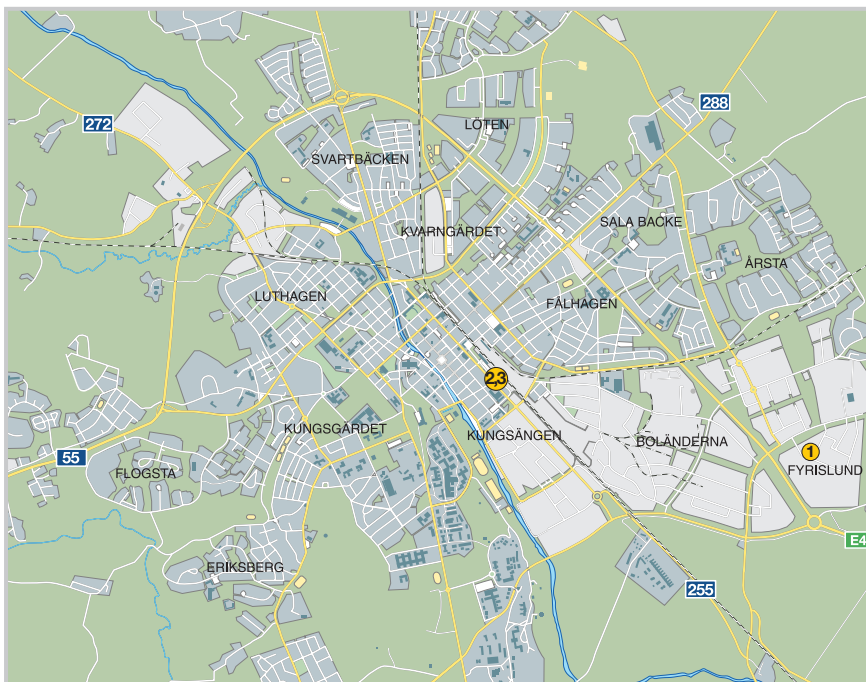 288
272
LÖTEN
SVARTBÄCKEN
SALA BACKE
KVARNGÄRDET
ÅRSTA
LUTHAGEN
FÅLHAGEN
2,3
KUNGSGÄRDET
KUNGSÄNGEN
BOLÄNDERNA
1
55
FLOGSTA
FYRISLUND
E4
ERIKSBERG
255